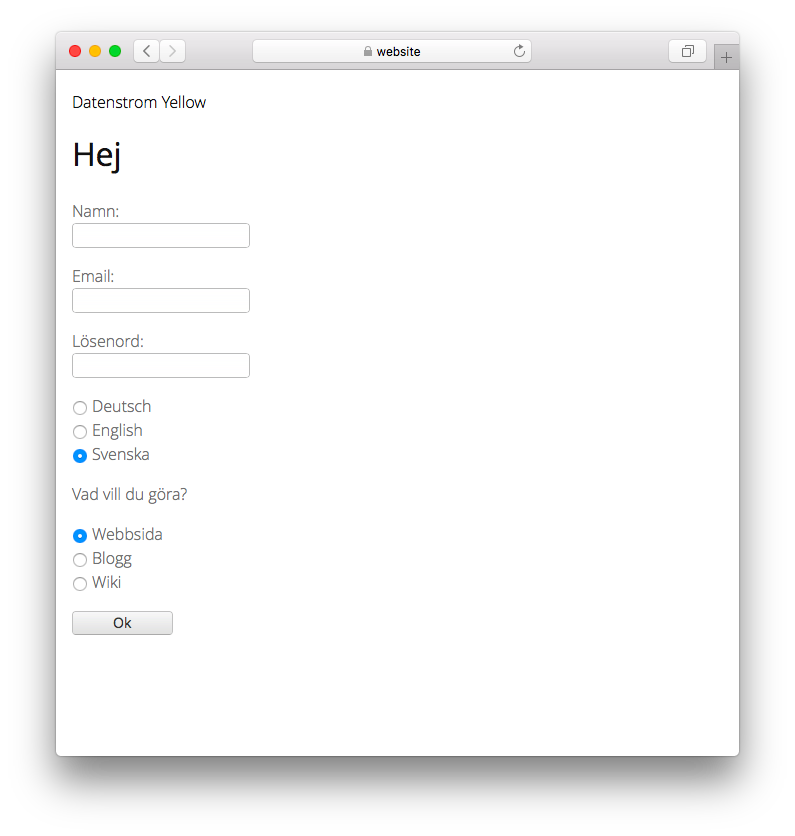 website
Datenstrom Yellow
Hej
Namn:
Email:
Lösenord:
Deutsch
English
Svenska
Vad vill du göra?
Webbsida
Blogg
Wiki
Ok